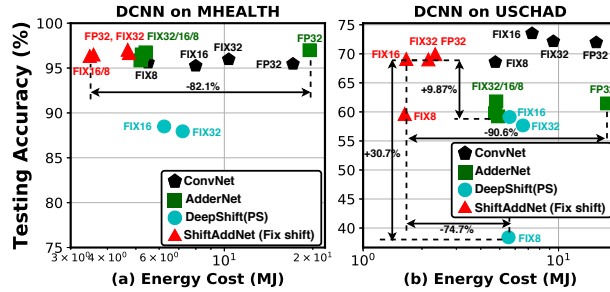 DCNN on MHEALTH
DCNN on USCHAD
Testing Accuracy (%)
100
95
90
85
80
75
FP32, FIX32
FIX32/16/8
FIX16
FIX32
FP32
FP32
FIX16/8
FIX8
-82.1%
FIX16
FIX32
ConvNet
AdderNet
DeepShift(PS)
ShiftAddNet (Fix shift)
3 × 10⁰
4 × 10⁰
6 × 10⁰
10¹
2 × 10¹
(a) Energy Cost (MJ)
75
70
65
60
55
50
45
40
FIX16
FIX32
FP32
FIX32
FP32
FIX16
FIX8
+9.87%
FIX32/16/8
FP32
FIX16
FIX8
FIX32
-90.6%
+30.7%
ConvNet
AdderNet
DeepShift(PS)
ShiftAddNet (Fix shift)
-74.7%
FIX8
10⁰
10¹
(b) Energy Cost (MJ)